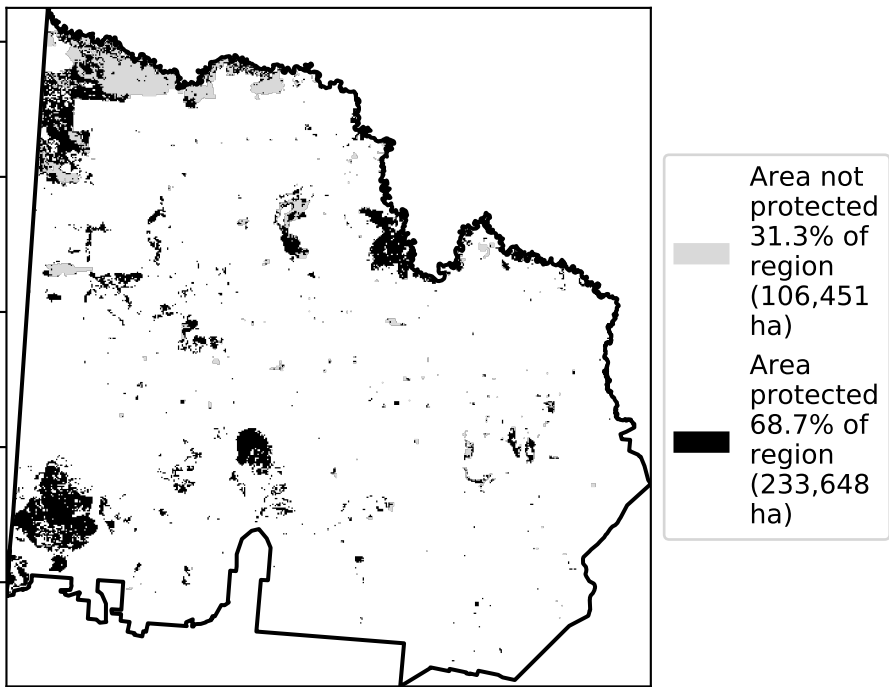 Area not
protected
31.3% of
region
(106,451
ha)
Area
protected
68.7% of
region
(233,648
ha)